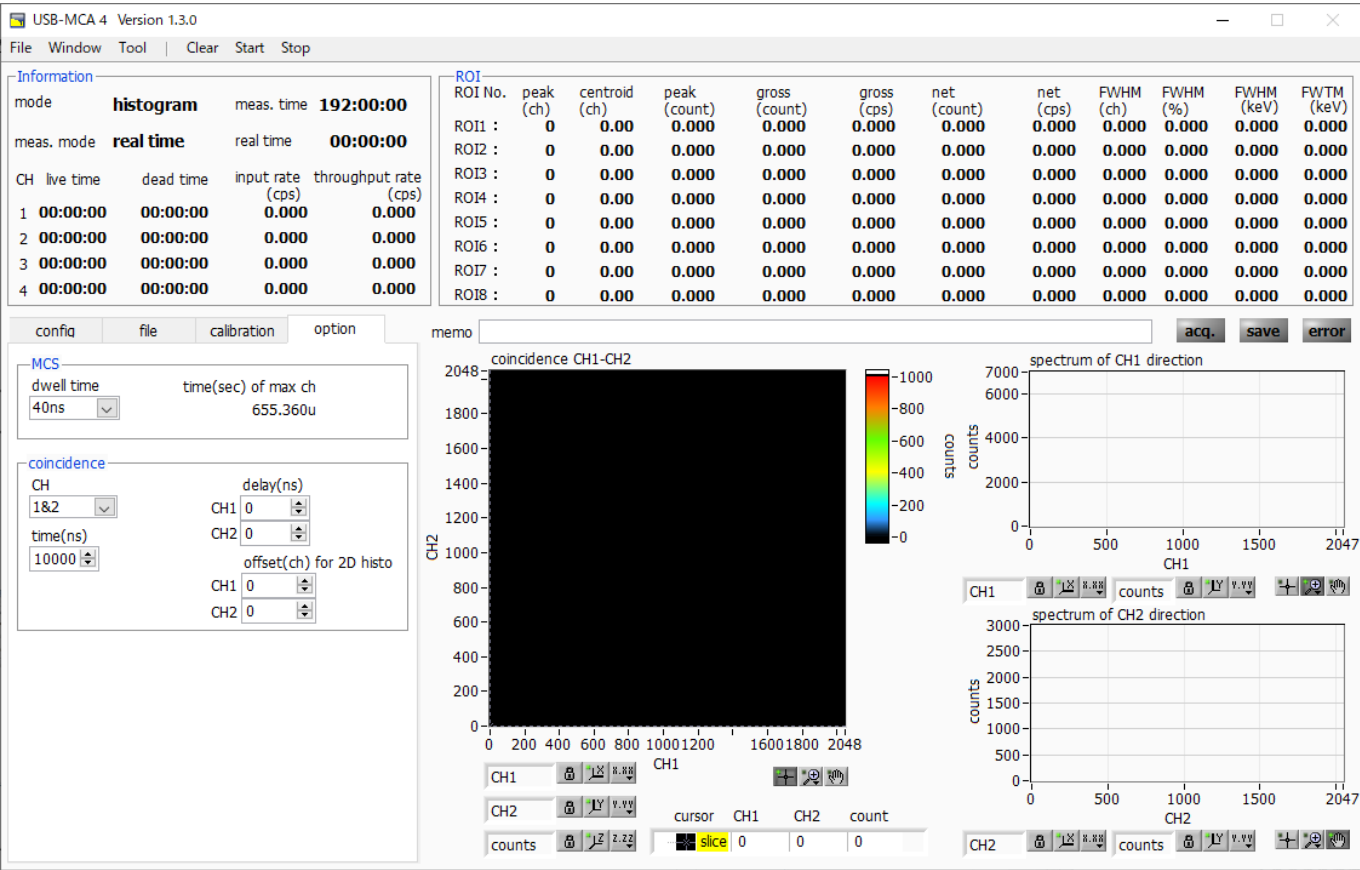 USB-MCA 4 Version 1.3.0
File Window Tool | Clear Start Stop
Information
mode histogram meas. time 192:00:00
meas. mode real time real time 00:00:00
CH live time dead time input rate (cps) throughput rate (cps)
1 00:00:00 00:00:00 0.000 0.000
2 00:00:00 00:00:00 0.000 0.000
3 00:00:00 00:00:00 0.000 0.000
4 00:00:00 00:00:00 0.000 0.000
ROI
ROI No. peak centroid peak gross gross net net FWHM FWHM FWHM FWTM
(ch) (ch) (count) (count) (cps) (count) (cps) (ch) (%) (keV) (keV)
ROI1 : 0 0.00 0.000 0.000 0.000 0.000 0.000 0.000 0.000 0.000 0.000
ROI2 : 0 0.00 0.000 0.000 0.000 0.000 0.000 0.000 0.000 0.000 0.000
ROI3 : 0 0.00 0.000 0.000 0.000 0.000 0.000 0.000 0.000 0.000 0.000
ROI4 : 0 0.00 0.000 0.000 0.000 0.000 0.000 0.000 0.000 0.000 0.000
ROI5 : 0 0.00 0.000 0.000 0.000 0.000 0.000 0.000 0.000 0.000 0.000
ROI6 : 0 0.00 0.000 0.000 0.000 0.000 0.000 0.000 0.000 0.000 0.000
ROI7 : 0 0.00 0.000 0.000 0.000 0.000 0.000 0.000 0.000 0.000 0.000
ROI8 : 0 0.00 0.000 0.000 0.000 0.000 0.000 0.000 0.000 0.000 0.000
config file calibration option
memo acq. save error
MCS
dwell time time(sec) of max ch
40ns 655.360u
coincidence
CH delay(ns)
1&2 CH1 0
time(ns) CH2 0
10000 offset(ch) for 2D histo
CH1 0
CH2 0
coincidence CH1-CH2
2048
1800
1600
1400
1200
1000
800
600
400
200
0
CH2
0 200 400 600 800 1000 1200 1600 1800 2048
CH1
1000
800
600
400
200
0
counts
CH1 X X.XX
CH2 Y Y.YY
counts Z Z.ZZ
cursor CH1 CH2 count
slice 0 0 0
spectrum of CH1 direction
7000
6000
4000
2000
0
counts
0 500 1000 1500 2047
CH1
CH1 X X.XX counts Y Y.YY
spectrum of CH2 direction
3000
2500
2000
1500
1000
500
0
counts
0 500 1000 1500 2047
CH2
CH2 X X.XX counts Y Y.YY